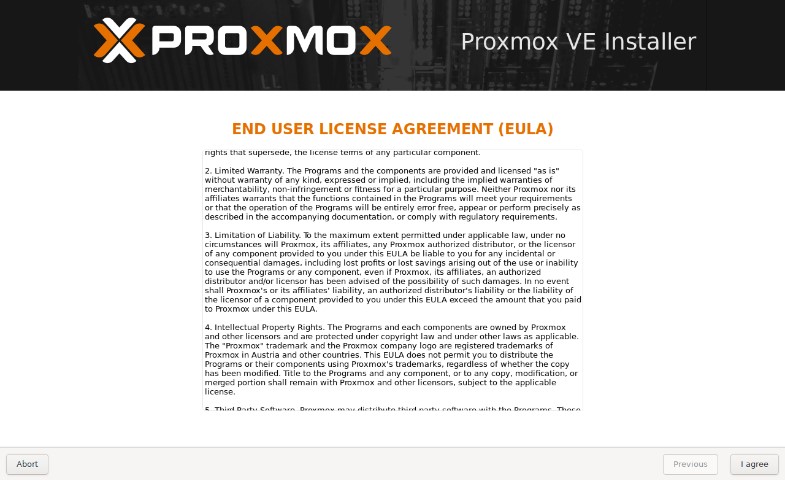 PROXMOX
Proxmox VE Installer
END USER LICENSE AGREEMENT (EULA)
rights that supersede, the license terms of any particular component.
2. Limited Warranty. The Programs and the components are provided and licensed "as is"
without warranty of any kind, expressed or implied, including the implied warranties of
merchantability, non-infringement or fitness for a particular purpose. Neither Proxmox nor its
affiliates warrants that the functions contained in the Programs will meet your requirements
or that the operation of the Programs will be entirely error free, appear or perform precisely as
described in the accompanying documentation, or comply with regulatory requirements.
3. Limitation of Liability. To the maximum extent permitted under applicable law, under no
circumstances will Proxmox, its affiliates, any Proxmox authorized distributor, or the licensor
of any component provided to you under this EULA be liable to you for any incidental or
consequential damages, including lost profits or lost savings arising out of the use or inability
to use the Programs or any component, even if Proxmox, its affiliates, an authorized
distributor and/or licensor has been advised of the possibility of such damages. In no event
shall Proxmox's or its affiliates' liability, an authorized distributor's liability or the liability of
the licensor of a component provided to you under this EULA exceed the amount that you paid
to Proxmox under this EULA.
4. Intellectual Property Rights. The Programs and each components are owned by Proxmox
and other licensors and are protected under copyright law and under other laws as applicable.
The "Proxmox" trademark and the Proxmox company logo are registered trademarks of
Proxmox in Austria and other countries. This EULA does not permit you to distribute the
Programs or their components using Proxmox's trademarks, regardless of whether the copy
has been modified. Title to the Programs and any component, or to any copy, modification, or
merged portion shall remain with Proxmox and other licensors, subject to the applicable
license.
5. Third Party Software. Proxmox may distribute third party software with the Programs. These
Abort
Previous
I agree